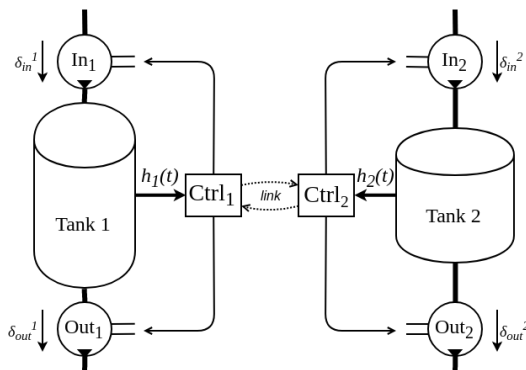 δin1
In1
In2
δin2
h1(t)
h2(t)
Ctrl1
link
Ctrl2
Tank 1
Tank 2
δout1
Out1
Out2
δout2